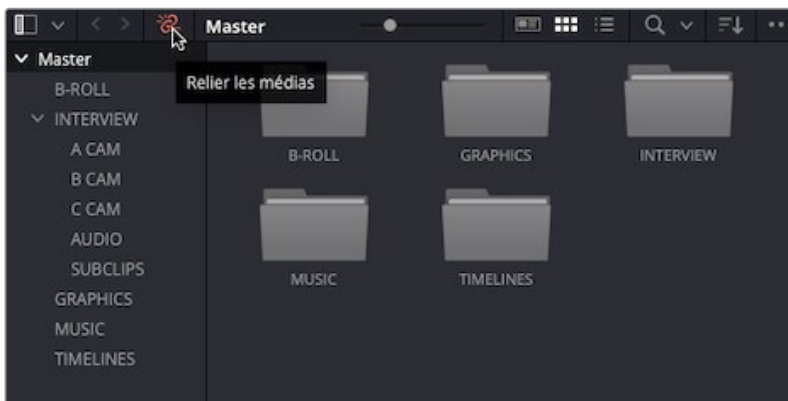 Master
Master
Relier les médias
B-ROLL
INTERVIEW
A CAM
B CAM
C CAM
AUDIO
SUBCLIPS
GRAPHICS
MUSIC
TIMELINES
B-ROLL
GRAPHICS
INTERVIEW
MUSIC
TIMELINES